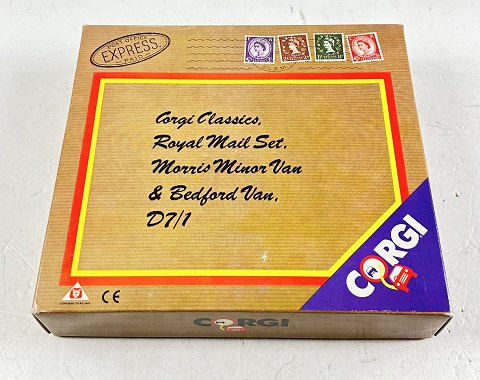 POST OFFICE
EXPRESS.
PAID
Corgi Classics,
Royal Mail Set,
Morris Minor Van
& Bedford Van,
D7/1
CORGI
CE
CORGI